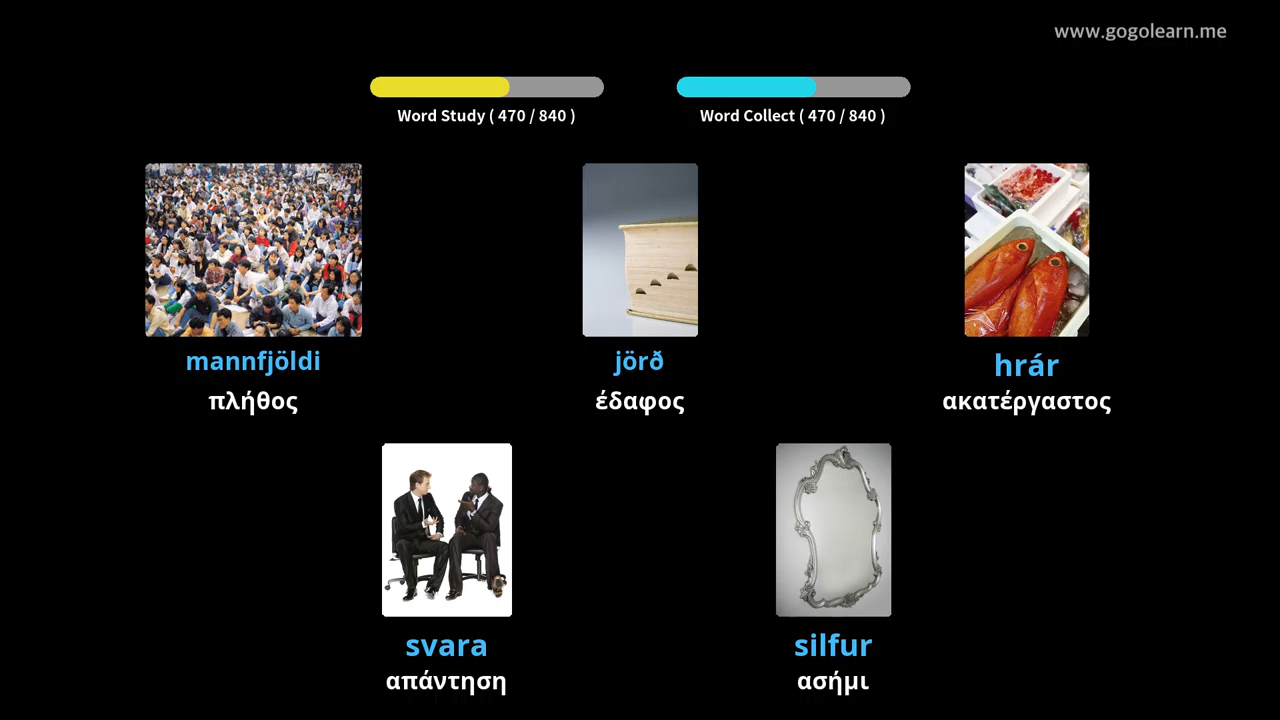 www.gogolearn.me
Word Study ( 470 / 840 )
Word Collect ( 470 / 840 )
mannfjöldi
πλήθος
jörð
έδαφος
hrár
ακατέργαστος
svara
απάντηση
silfur
ασήμι